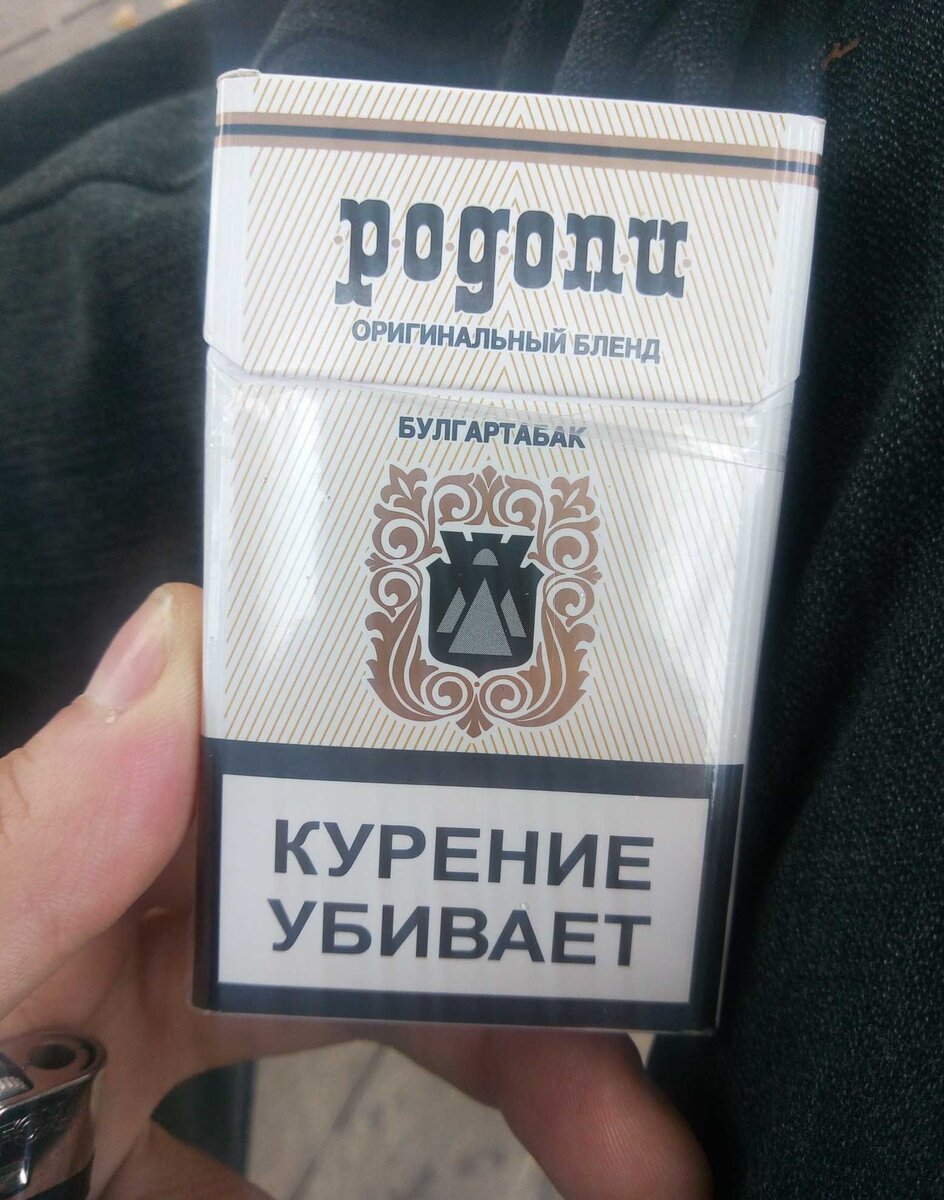 родопи
ОРИГИНАЛЬНЫЙ БЛЕНД
БУЛГАРТАБАК
КУРЕНИЕ
УБИВАЕТ